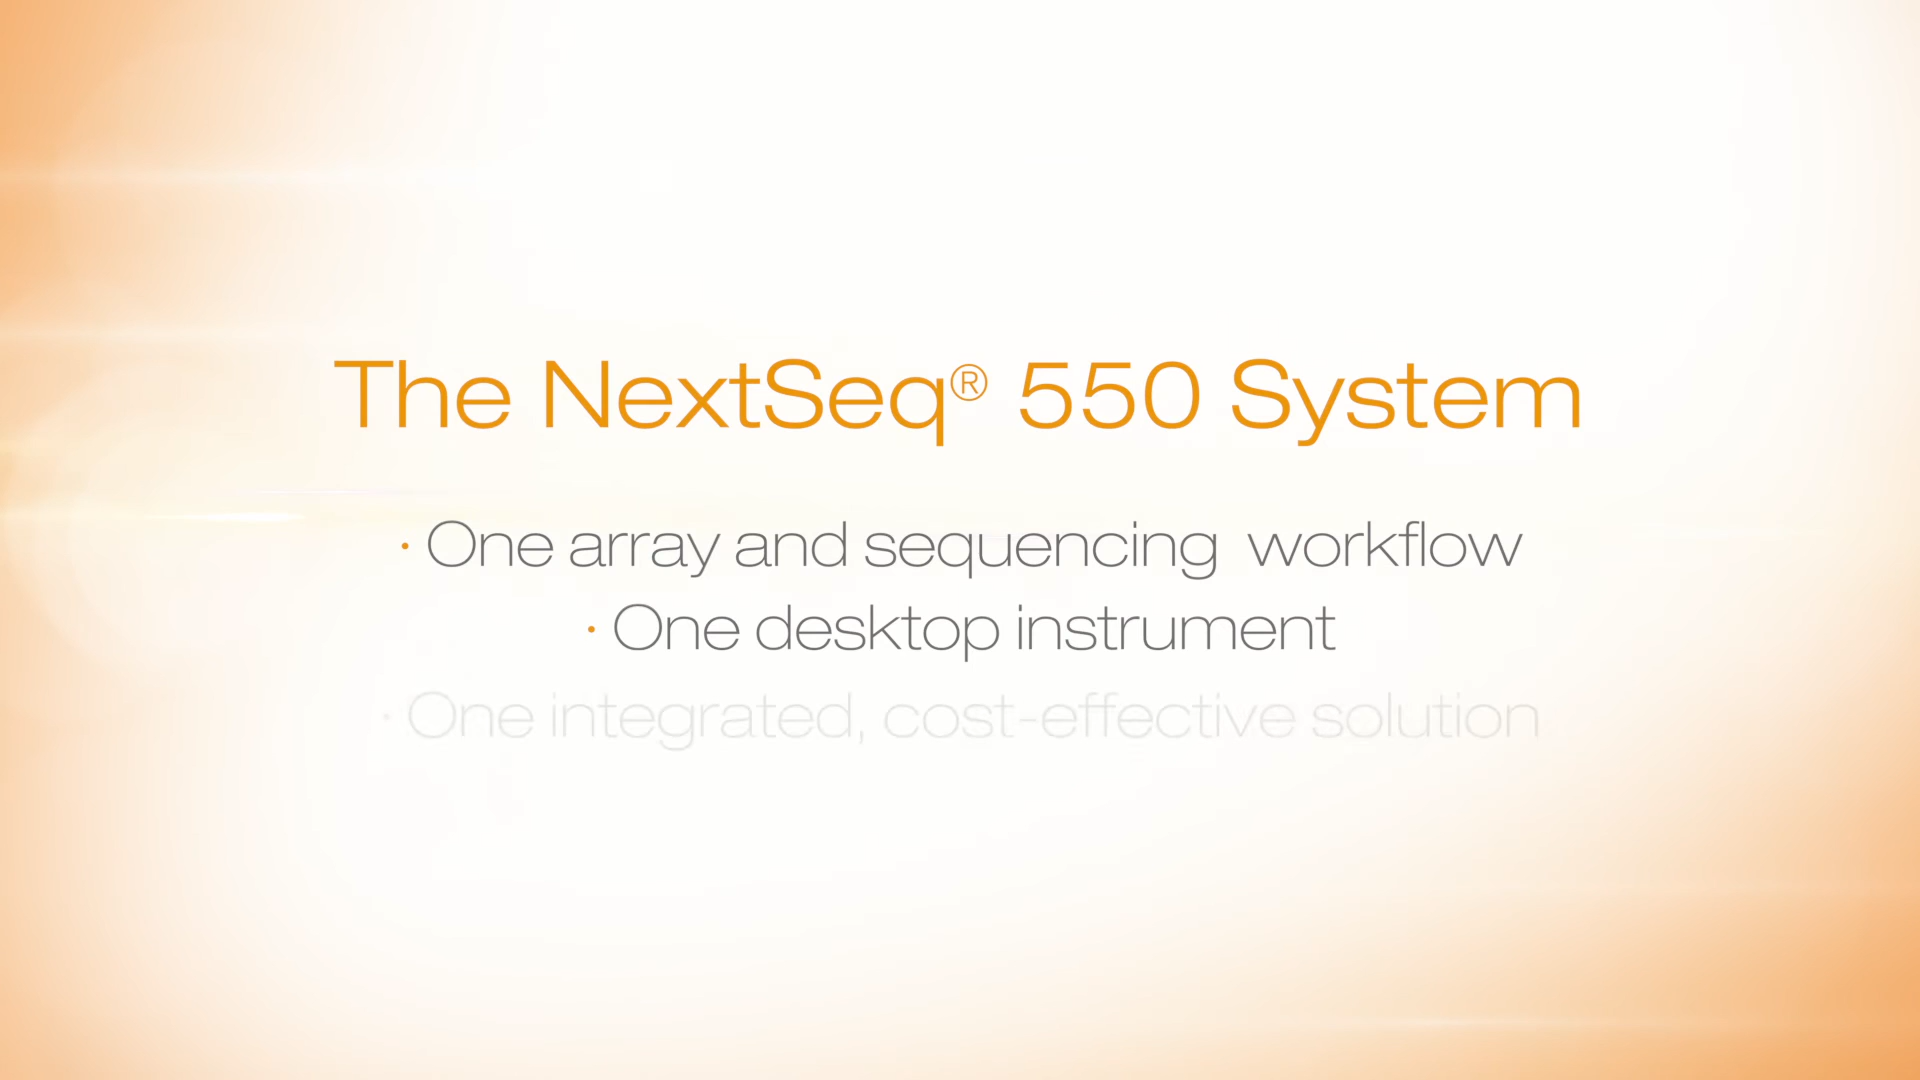 The NextSeq® 550 System
· One array and sequencing workflow
· One desktop instrument
· One integrated, cost-effective solution